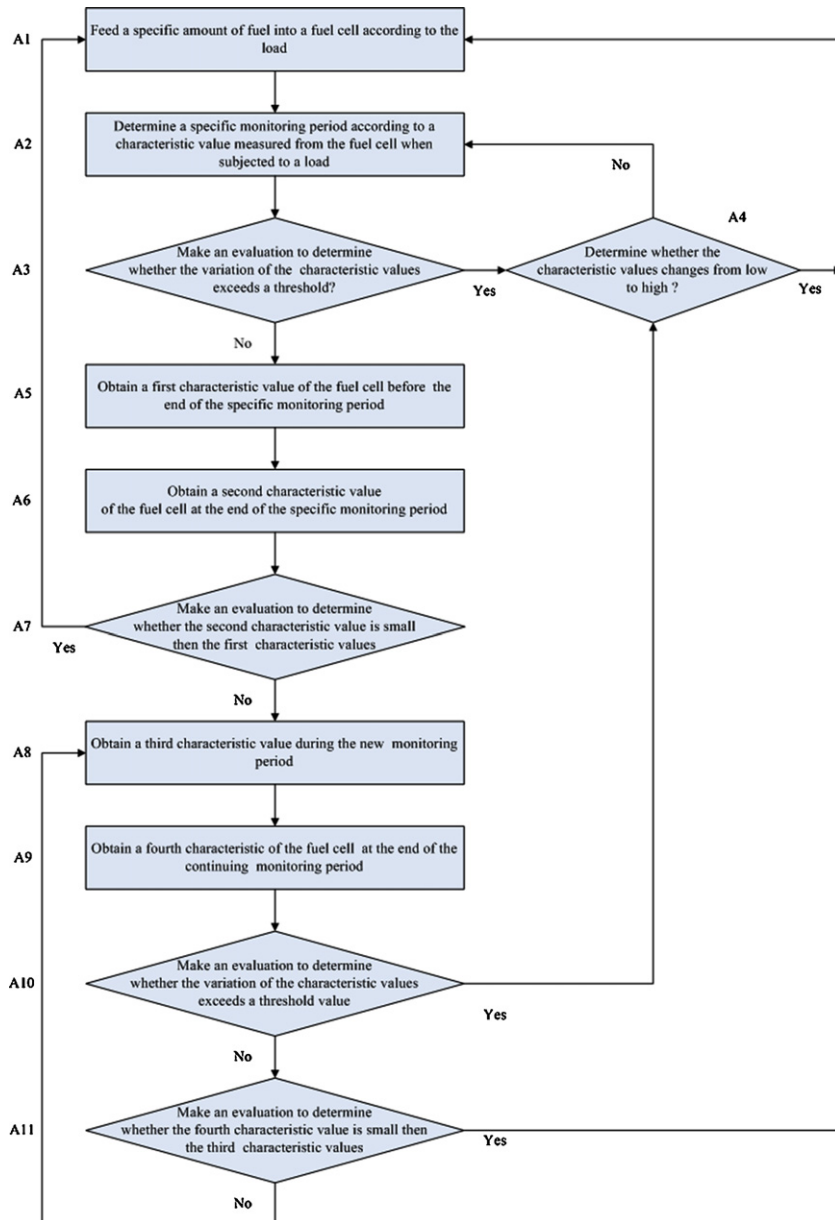 A1
Feed a specific amount of fuel into a fuel cell according to the
load
A2
Determine a specific monitoring period according to a
characteristic value measured from the fuel cell when
subjected to a load
No
A4
A3
Make an evaluation to determine
whether the variation of the characteristic values
exceeds a threshold?
Yes
Determine whether the
characteristic values changes from low
to high ?
Yes
No
A5
Obtain a first characteristic value of the fuel cell before the
end of the specific monitoring period
A6
Obtain a second characteristic value
of the fuel cell at the end of the specific monitoring period
A7
Make an evaluation to determine
whether the second characteristic value is small
then the first characteristic values
Yes
No
A8
Obtain a third characteristic value during the new monitoring
period
A9
Obtain a fourth characteristic of the fuel cell at the end of the
continuing monitoring period
A10
Make an evaluation to determine
whether the variation of the characteristic values
exceeds a threshold value
Yes
No
A11
Make an evaluation to determine
whether the fourth characteristic value is small then
the third characteristic values
Yes
No